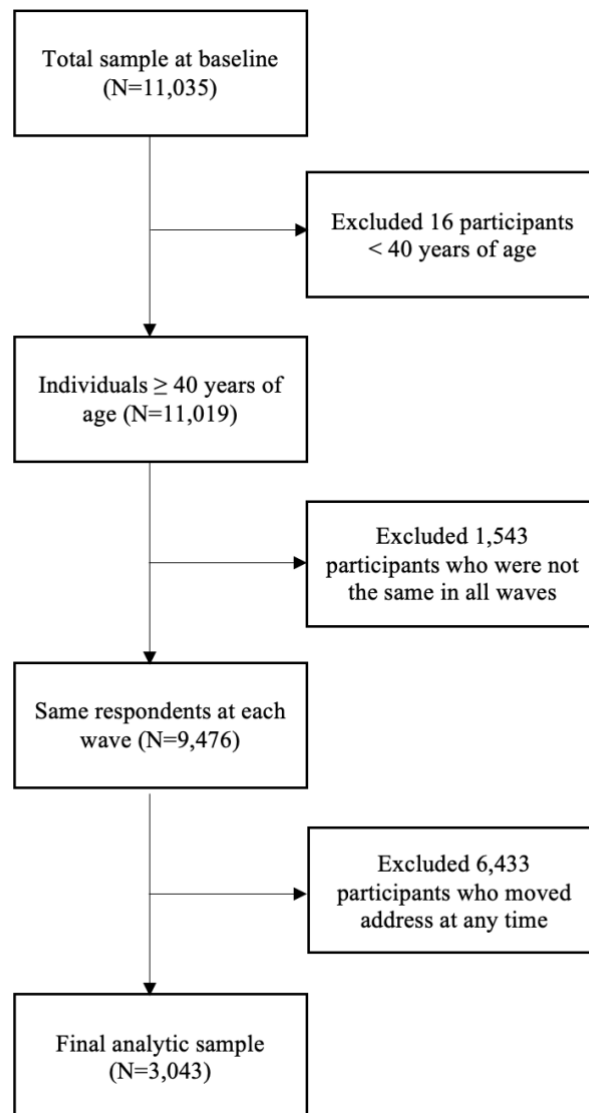 Total sample at baseline
(N=11,035)
Excluded 16 participants
< 40 years of age
Individuals ≥ 40 years of
age (N=11,019)
Excluded 1,543
participants who were not
the same in all waves
Same respondents at each
wave (N=9,476)
Excluded 6,433
participants who moved
address at any time
Final analytic sample
(N=3,043)